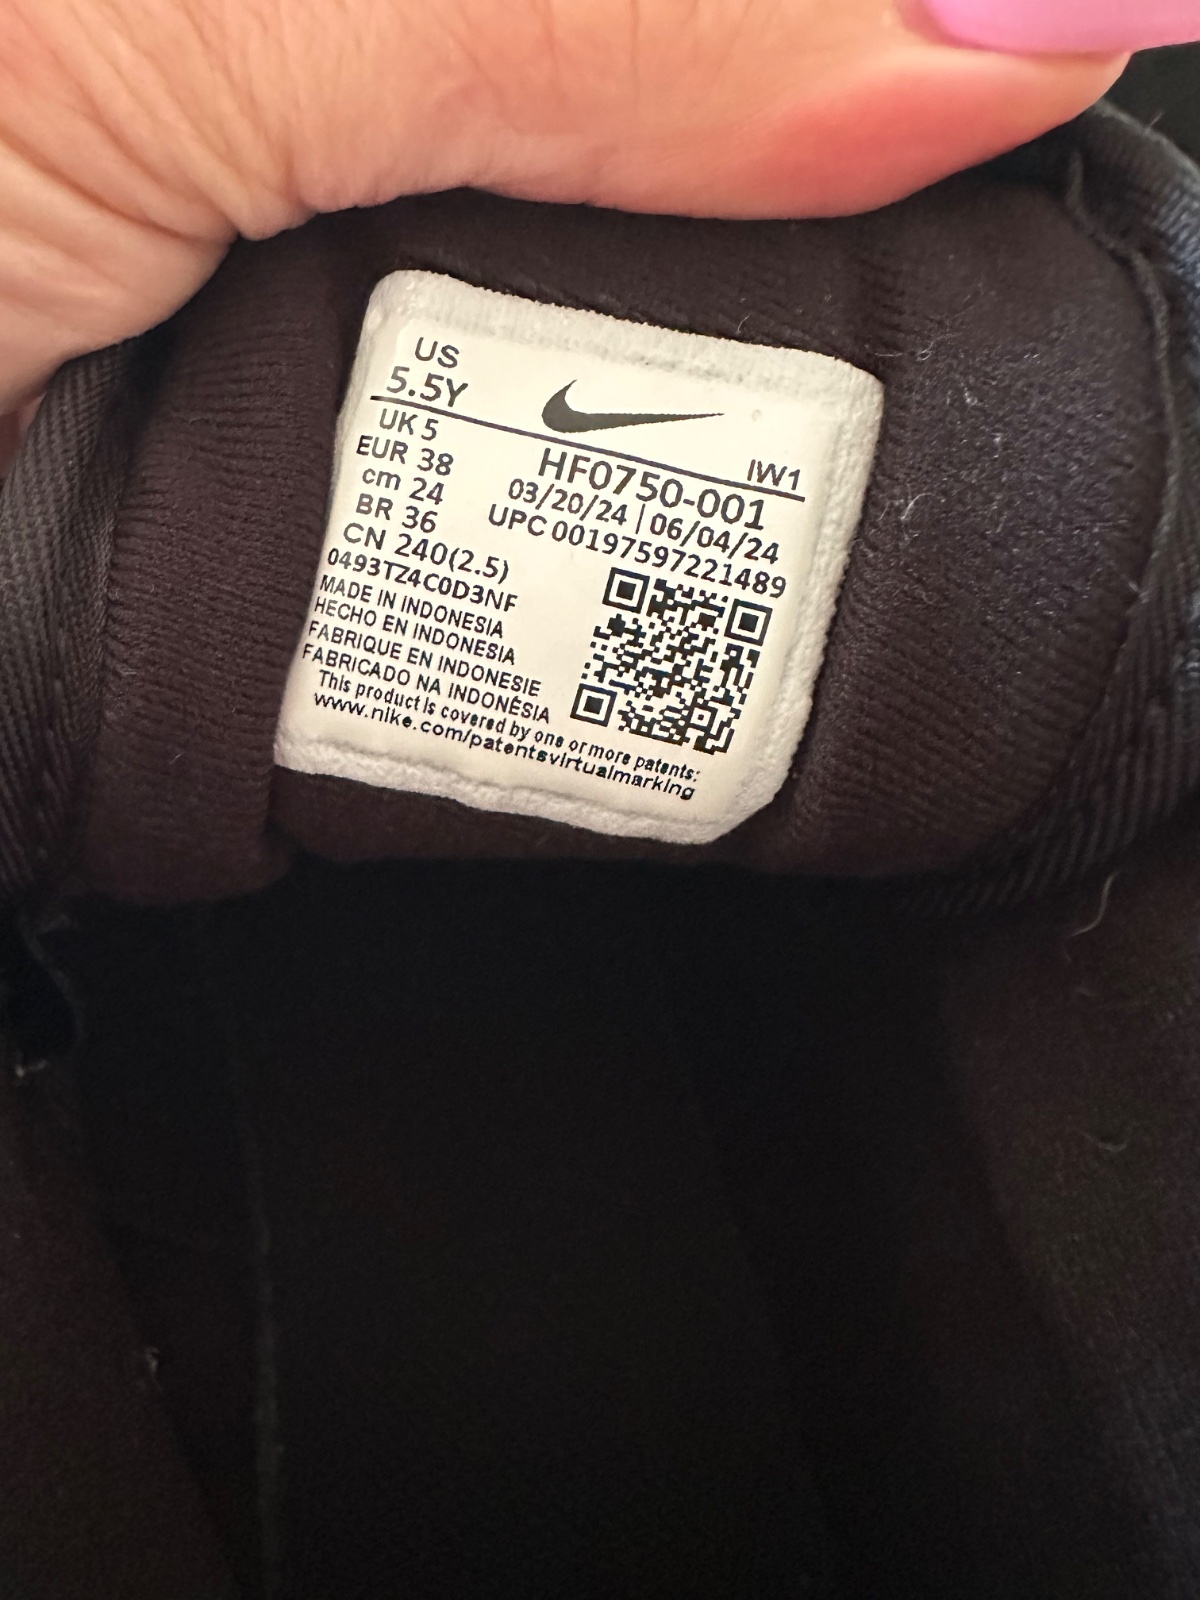 US
5.5Y
UK 5
EUR 38
cm 24
BR 36
CN 240(2.5)
0493TZ4C0D3NF
MADE IN INDONESIA
HECHO EN INDONESIA
FABRIQUE EN INDONESIE
FABRICADO NA INDONÉSIA
This product is covered by one or more patents:
www.nike.com/patentsvirtualmarking
IW1
HF0750-001
03/20/24 | 06/04/24
UPC 00197597221489